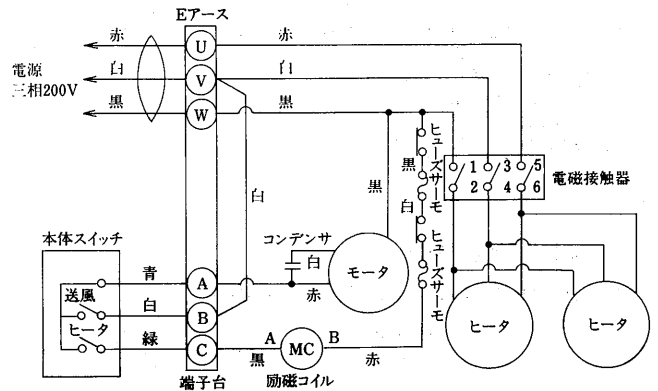 Eアース
赤
U
赤
電源
三相200V
白
V
白
黒
W
黒
ヒューズサーモ
黒
1
3
5
2
4
6
電磁接触器
黒
白
白
ヒューズサーモ
本体スイッチ
コンデンサ
白
モータ
青
A
赤
送風
白
B
ヒータ
ヒータ
ヒータ
緑
C
黒
A
MC
B
赤
端子台
励磁コイル